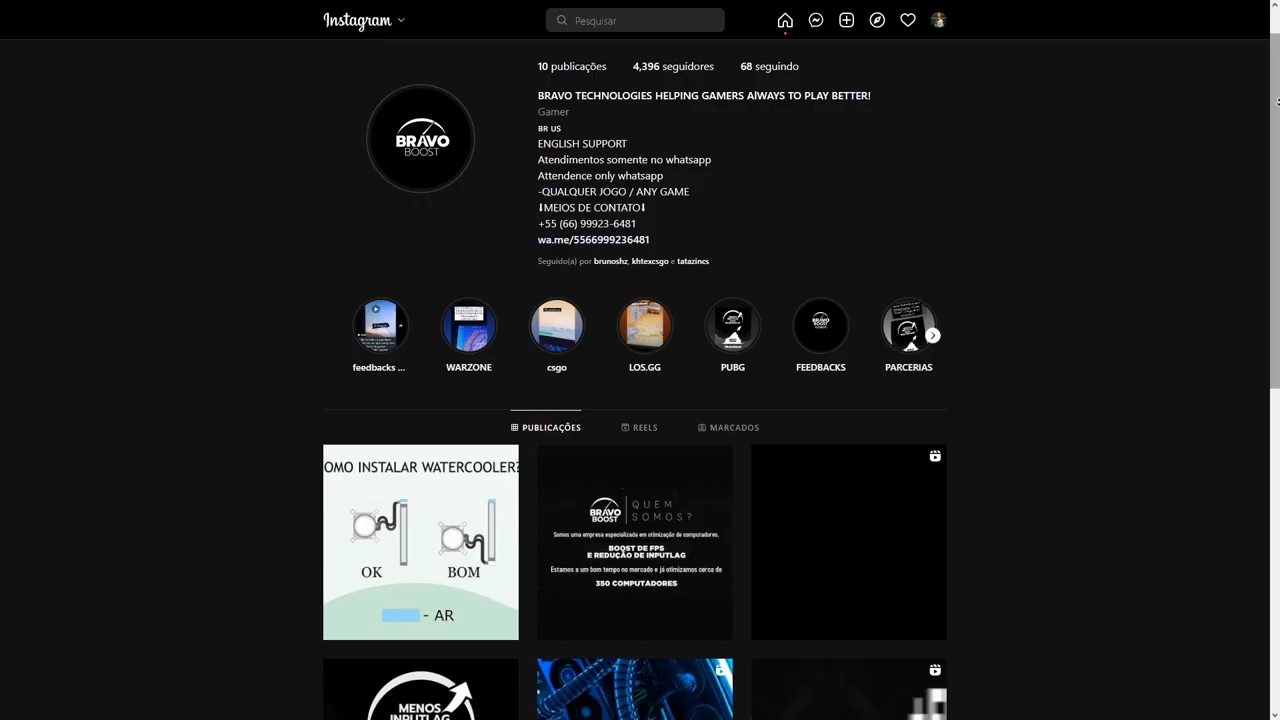 Instagram
Pesquisar
10 publicações 4,396 seguidores 68 seguindo
BRAVO TECHNOLOGIES HELPING GAMERS AlWAYS TO PLAY BETTER!
Gamer
BR US
ENGLISH SUPPORT
Atendimentos somente no whatsapp
Attendence only whatsapp
-QUALQUER JOGO / ANY GAME
⬇MEIOS DE CONTATO⬇
+55 (66) 99923-6481
wa.me/5566999236481
Seguido(a) por brunoshz, khtexcsgo e tatazincs
BRAVO
BOOST
feedbacks ... WARZONE csgo LOS.GG PUBG FEEDBACKS PARCERIAS
PUBLICAÇÕES REELS MARCADOS
OMO INSTALAR WATERCOOLER?
OK BOM
- AR
BRAVO BOOST QUEM SOMOS?
Somos uma empresa especializada em otimização de computadores.
BOOST DE FPS
E REDUÇÃO DE INPUTLAG
Estamos a um bom tempo no mercado e já otimizamos cerca de
350 COMPUTADORES
MENOS
INPUTLAG